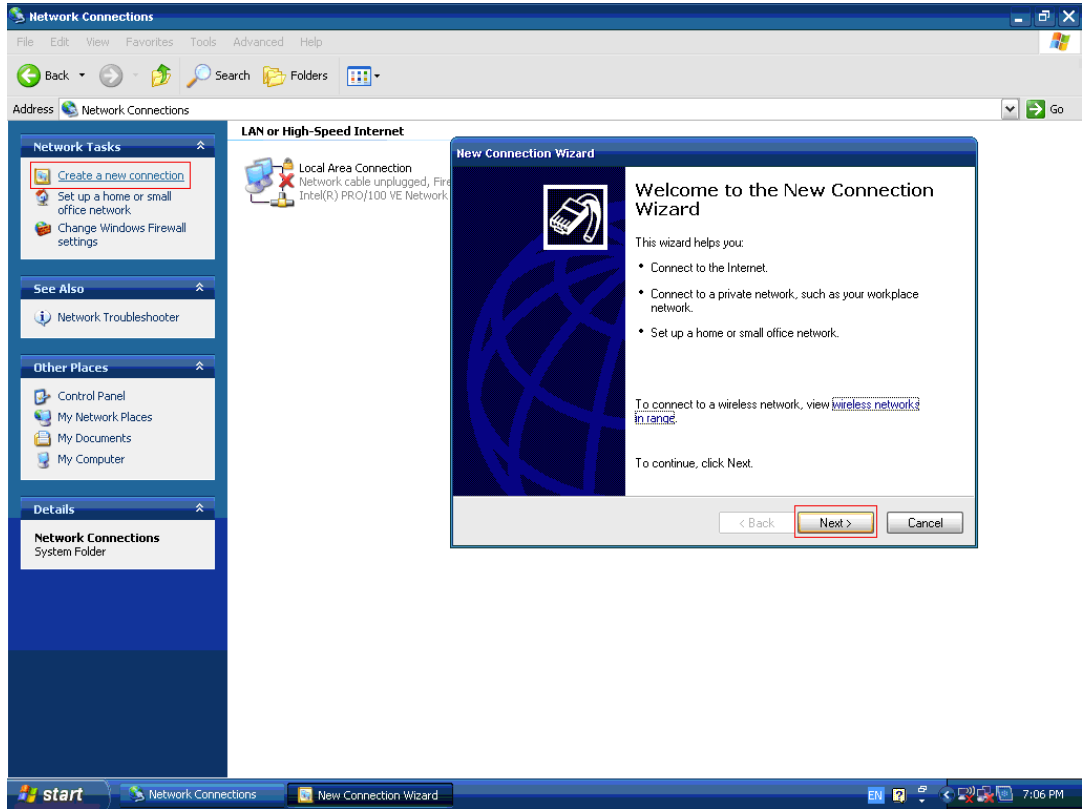 Network Connections
File Edit View Favorites Tools Advanced Help
Back Search Folders
Address Network Connections Go
Network Tasks
Create a new connection
Set up a home or small
office network
Change Windows Firewall
settings
See Also
Network Troubleshooter
Other Places
Control Panel
My Network Places
My Documents
My Computer
Details
Network Connections
System Folder
LAN or High-Speed Internet
Local Area Connection
Network cable unplugged, Fire
Intel(R) PRO/100 VE Network
New Connection Wizard
Welcome to the New Connection
Wizard
This wizard helps you:
• Connect to the Internet.
• Connect to a private network, such as your workplace
network.
• Set up a home or small office network.
To connect to a wireless network, view wireless networks
in range.
To continue, click Next.
< Back Next > Cancel
start Network Connections New Connection Wizard EN 7:06 PM